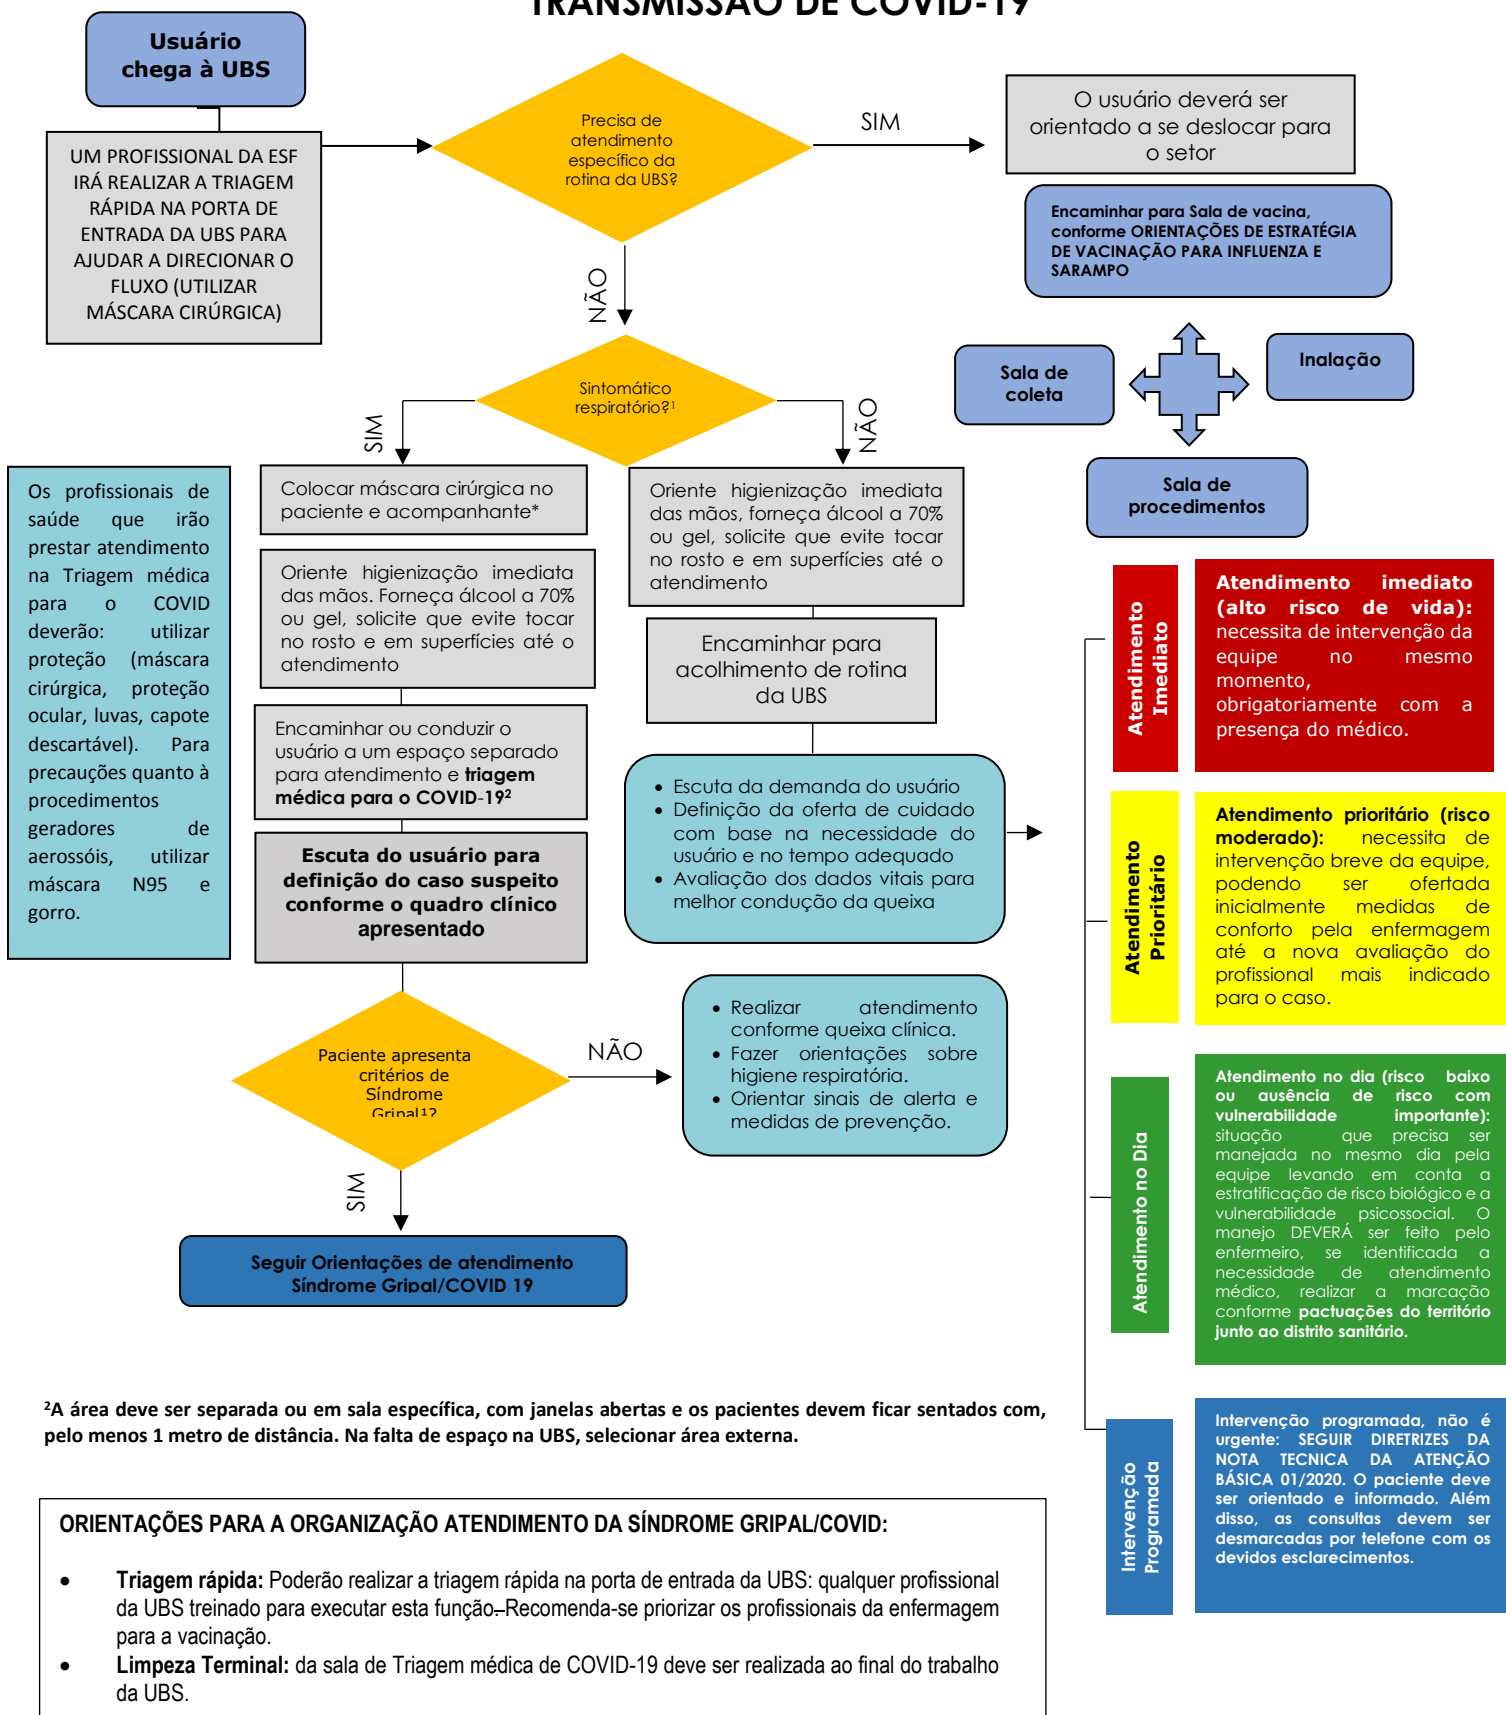 TRANSMISSÃO DE COVID-19
Usuário
chega à UBS
UM PROFISSIONAL DA ESF
IRÁ REALIZAR A TRIAGEM
RÁPIDA NA PORTA DE
ENTRADA DA UBS PARA
AJUDAR A DIRECIONAR O
FLUXO (UTILIZAR
MÁSCARA CIRÚRGICA)
Precisa de
atendimento
específico da
rotina da UBS?
SIM
O usuário deverá ser
orientado a se deslocar para
o setor
Encaminhar para Sala de vacina,
conforme ORIENTAÇÕES DE ESTRATÉGIA
DE VACINAÇÃO PARA INFLUENZA E
SARAMPO
Sala de
coleta
Inalação
Sala de
procedimentos
NÃO
Sintomático
respiratório?¹
SIM
NÃO
Os profissionais de
saúde que irão
prestar atendimento
na Triagem médica
para o COVID
deverão: utilizar
proteção (máscara
cirúrgica, proteção
ocular, luvas, capote
descartável). Para
precauções quanto à
procedimentos
geradores de
aerossóis, utilizar
máscara N95 e
gorro.
Colocar máscara cirúrgica no
paciente e acompanhante*
Oriente higienização imediata
das mãos. Forneça álcool a 70%
ou gel, solicite que evite tocar
no rosto e em superfícies até o
atendimento
Encaminhar ou conduzir o
usuário a um espaço separado
para atendimento e triagem
médica para o COVID-19²
Escuta do usuário para
definição do caso suspeito
conforme o quadro clínico
apresentado
Oriente higienização imediata
das mãos, forneça álcool a 70%
ou gel, solicite que evite tocar
no rosto e em superfícies até o
atendimento
Encaminhar para
acolhimento de rotina
da UBS
• Escuta da demanda do usuário
• Definição da oferta de cuidado
com base na necessidade do
usuário e no tempo adequado
• Avaliação dos dados vitais para
melhor condução da queixa
Paciente apresenta
critérios de
Síndrome
Gripal¹?
NÃO
• Realizar atendimento
conforme queixa clínica.
• Fazer orientações sobre
higiene respiratória.
• Orientar sinais de alerta e
medidas de prevenção.
SIM
Seguir Orientações de atendimento
Síndrome Gripal/COVID 19
Atendimento
Imediato
Atendimento imediato
(alto risco de vida):
necessita de intervenção da
equipe no mesmo
momento,
obrigatoriamente com a
presença do médico.
Atendimento
Prioritário
Atendimento prioritário (risco
moderado): necessita de
intervenção breve da equipe,
podendo ser ofertada
inicialmente medidas de
conforto pela enfermagem
até a nova avaliação do
profissional mais indicado
para o caso.
Atendimento no Dia
Atendimento no dia (risco baixo
ou ausência de risco com
vulnerabilidade importante):
situação que precisa ser
manejada no mesmo dia pela
equipe levando em conta a
estratificação de risco biológico e a
vulnerabilidade psicossocial. O
manejo DEVERÁ ser feito pelo
enfermeiro, se identificada a
necessidade de atendimento
médico, realizar a marcação
conforme pactuações do território
junto ao distrito sanitário.
Intervenção
Programada
Intervenção programada, não é
urgente: SEGUIR DIRETRIZES DA
NOTA TECNICA DA ATENÇÃO
BÁSICA 01/2020. O paciente deve
ser orientado e informado. Além
disso, as consultas devem ser
desmarcadas por telefone com os
devidos esclarecimentos.
²A área deve ser separada ou em sala específica, com janelas abertas e os pacientes devem ficar sentados com,
pelo menos 1 metro de distância. Na falta de espaço na UBS, selecionar área externa.
ORIENTAÇÕES PARA A ORGANIZAÇÃO ATENDIMENTO DA SÍNDROME GRIPAL/COVID:
• Triagem rápida: Poderão realizar a triagem rápida na porta de entrada da UBS: qualquer profissional
da UBS treinado para executar esta função. Recomenda-se priorizar os profissionais da enfermagem
para a vacinação.
• Limpeza Terminal: da sala de Triagem médica de COVID-19 deve ser realizada ao final do trabalho
da UBS.